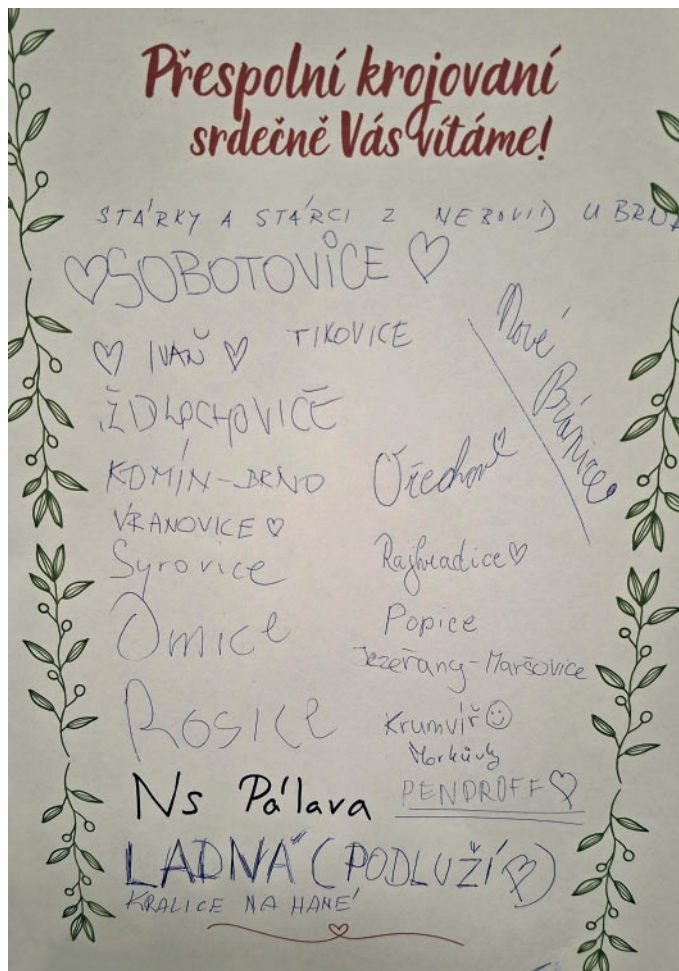 Přespolní krojovaní
srdečně Vás vítáme!
STÁRKY A STÁRCI Z NEBOVID U BRNA
SOBOTOVICE
IVAŇ
TIKOVICE
Nové Bránice
ŽIDLOCHOVICE
KOMÍN-BRNO
Ořechov
VRANOVICE
Syrovice
Rajhradice
Omice
Popice
Jezeřany-Maršovice
Rosice
Krumvíř
Morkůvky
PENDROFF
Ns Pálava
LADNÁ (PODLUŽÍ)
KRALICE NA HANÉ